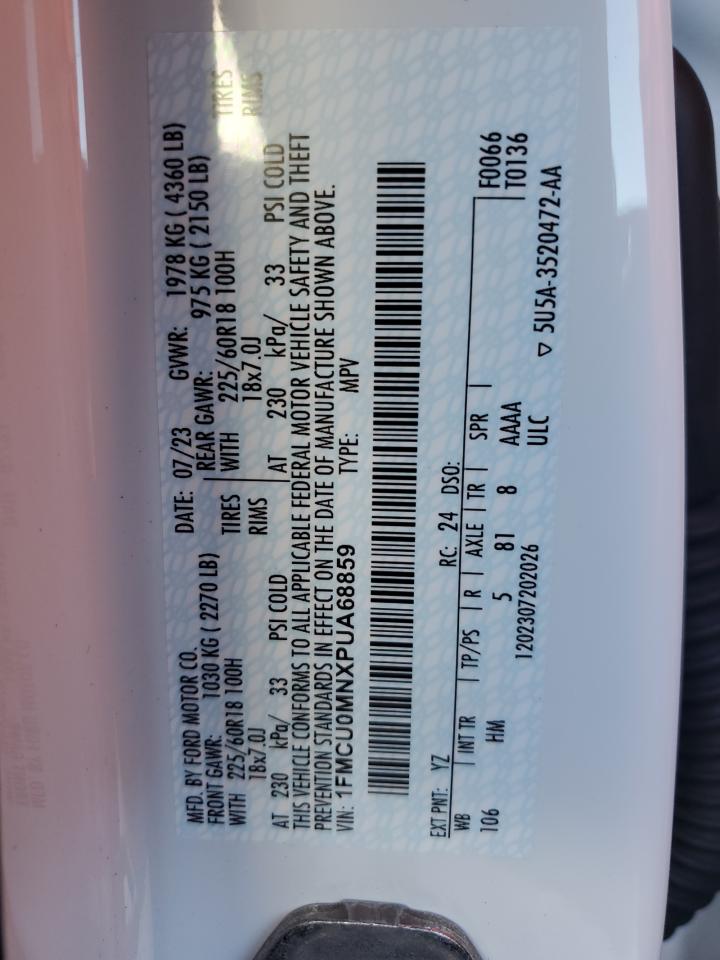 MFD. BY FORD MOTOR CO.
DATE: 07/23 GVWR: 1978 KG ( 4360 LB)
FRONT GAWR: 1030 KG ( 2270 LB)
REAR GAWR: 975 KG ( 2150 LB)
WITH 225/60R18 100H TIRES WITH 225/60R18 100H TIRES
18x7.0J RIMS 18x7.0J RIMS
AT 230 kPa/ 33 PSI COLD AT 230 kPa/ 33 PSI COLD
THIS VEHICLE CONFORMS TO ALL APPLICABLE FEDERAL MOTOR VEHICLE SAFETY AND THEFT
PREVENTION STANDARDS IN EFFECT ON THE DATE OF MANUFACTURE SHOWN ABOVE.
VIN: 1FMCU0MNXPUA68859 TYPE: MPV
EXT PNT: YZ RC: 24 DSO: F0066
WB INT TR TP/PS R AXLE TR SPR T0136
106 HM 5 81 8 AAAA
1202307202026 ULC
▽ 5U5A-3520472-AA